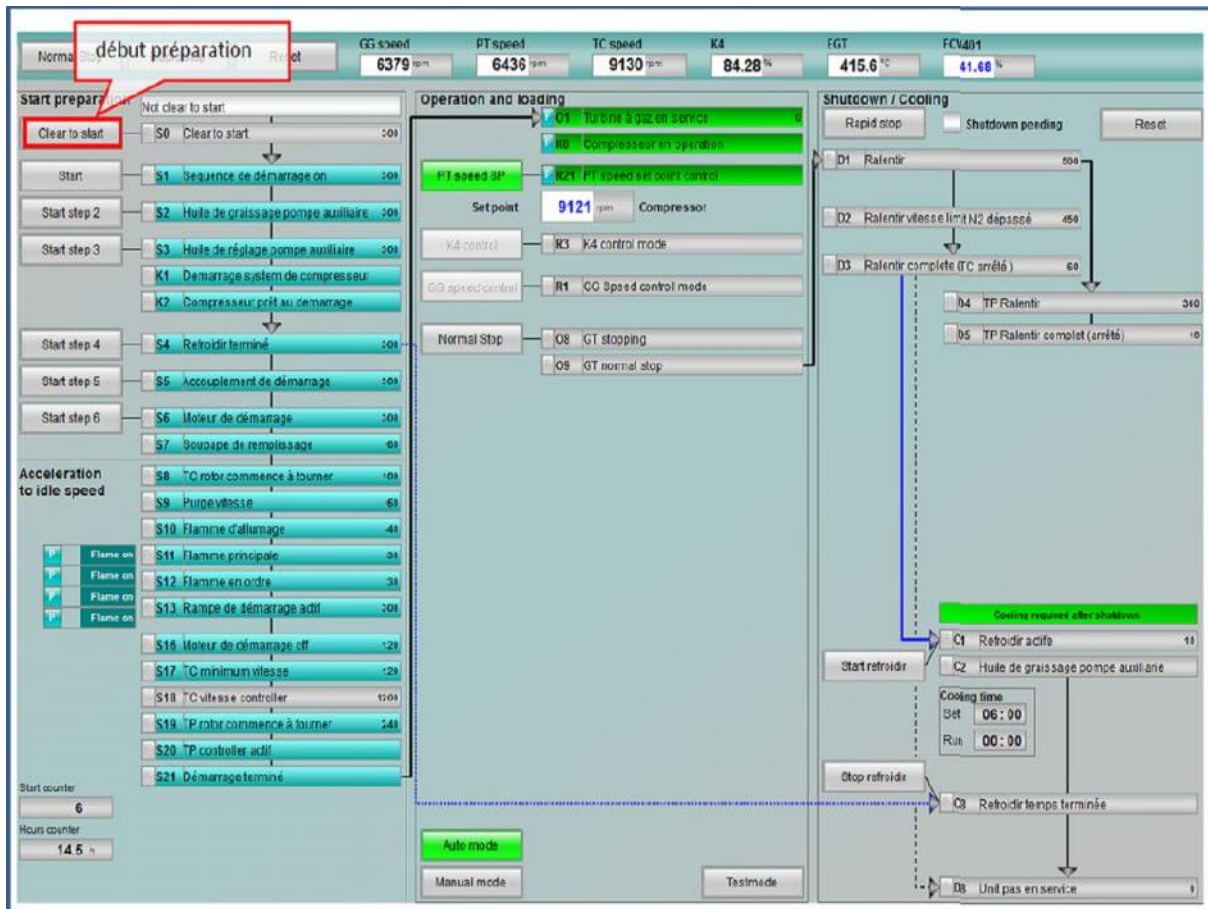 début préparation
GG speed
PT speed
TC speed
K4
EGT
FCV401
6379 rpm
6436 rpm
9130 rpm
84.28 %
415.6 °C
41.68 %
Start preparation
Not clear to start
Clear to start
S0 Clear to start
Start
S1 Sequence de démarrage on
Start step 2
S2 Huile de graissage pompe auxiliaire
Start step 3
S3 Huile de réglage pompe auxiliaire
K1 Demarrage system de compresseur
K2 Compresseur prêt au demarrage
Start step 4
S4 Refroidir terminé
Start step 5
S5 Accouplement de démarrage
Start step 6
S6 Moteur de démarrage
S7 Soupape de remplissage
Acceleration
to idle speed
S8 TC rotor commence à tourner
S9 Purge vitesse
S10 Flamme d'allumage
S11 Flamme principale
S12 Flamme en ordre
S13 Rampe de démarrage actif
P Flame on
P Flame on
P Flame on
P Flame on
S16 Moteur de démarrage off
S17 TC minimum vitesse
S18 TC vitesse controller
S19 TP rotor commence à tourner
S20 TP controller actif
S21 Démarrage terminé
Start counter
6
Hours counter
14.5 h
Operation and loading
O1 Turbine à gaz en service 0
K0 Compresseur en operation
PT speed SP
R21 PT speed set point control
Set point
9121 rpm
Compressor
K4 control
R3 K4 control mode
GG speed control
R1 GG Speed control mode
Normal Stop
O8 GT stopping
O9 GT normal stop
Auto mode
Manual mode
Testmode
Shutdown / Cooling
Rapid stop
Shutdown pending
Reset
D1 Ralentir
D2 Ralentir vitesse limit N2 dépassé
D3 Ralentir complete (TC arrêté ) 60
D4 TP Ralentir
D5 TP Ralentir complet (arrêté)
Cooling required after shutdown
C1 Refroidir actife
Start refroidir
C2 Huile de graissage pompe auxiliarie
Cooling time
Set 06 : 00
Run 00 : 00
Stop refroidir
C3 Refroidir temps terminée
D8 Unit pas en service